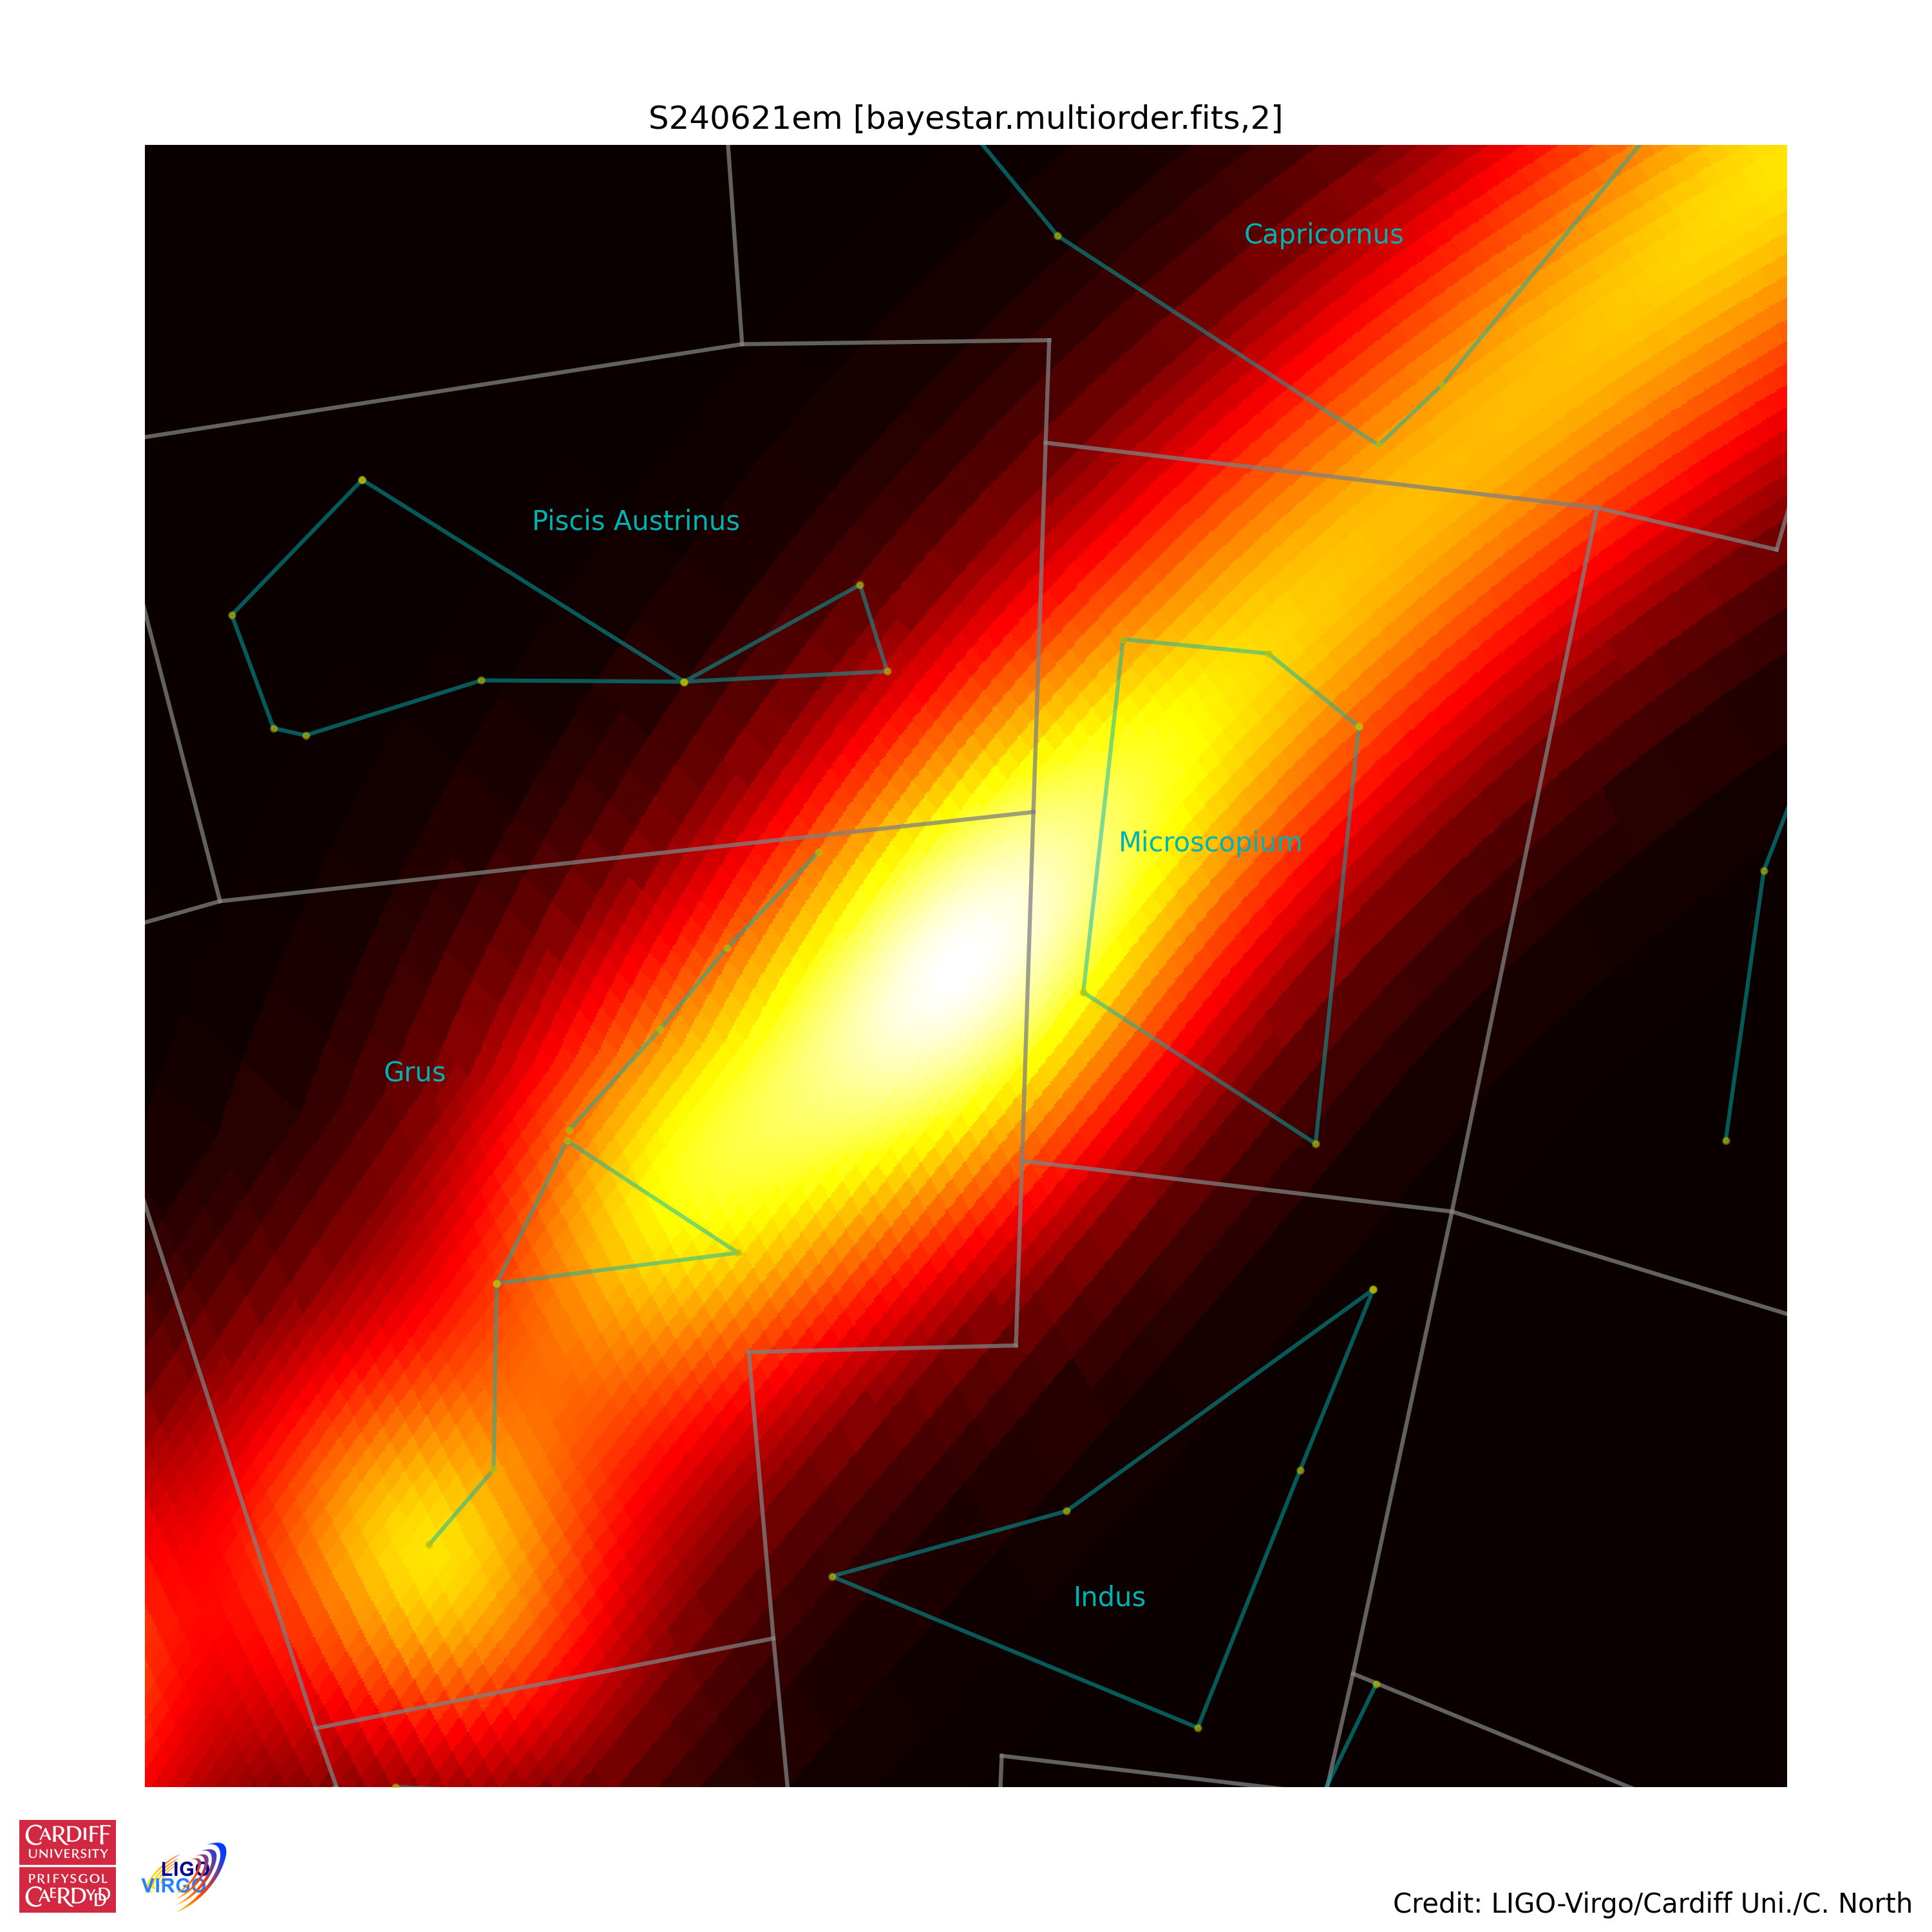 S240621em [bayestar.multiorder.fits,2]
Capricornus
Piscis Austrinus
Microscopium
Grus
Indus
CARDIFF
UNIVERSITY
PRIFYSGOL
CAERDYDD
LIGO
VIRGO
Credit: LIGO-Virgo/Cardiff Uni./C. North